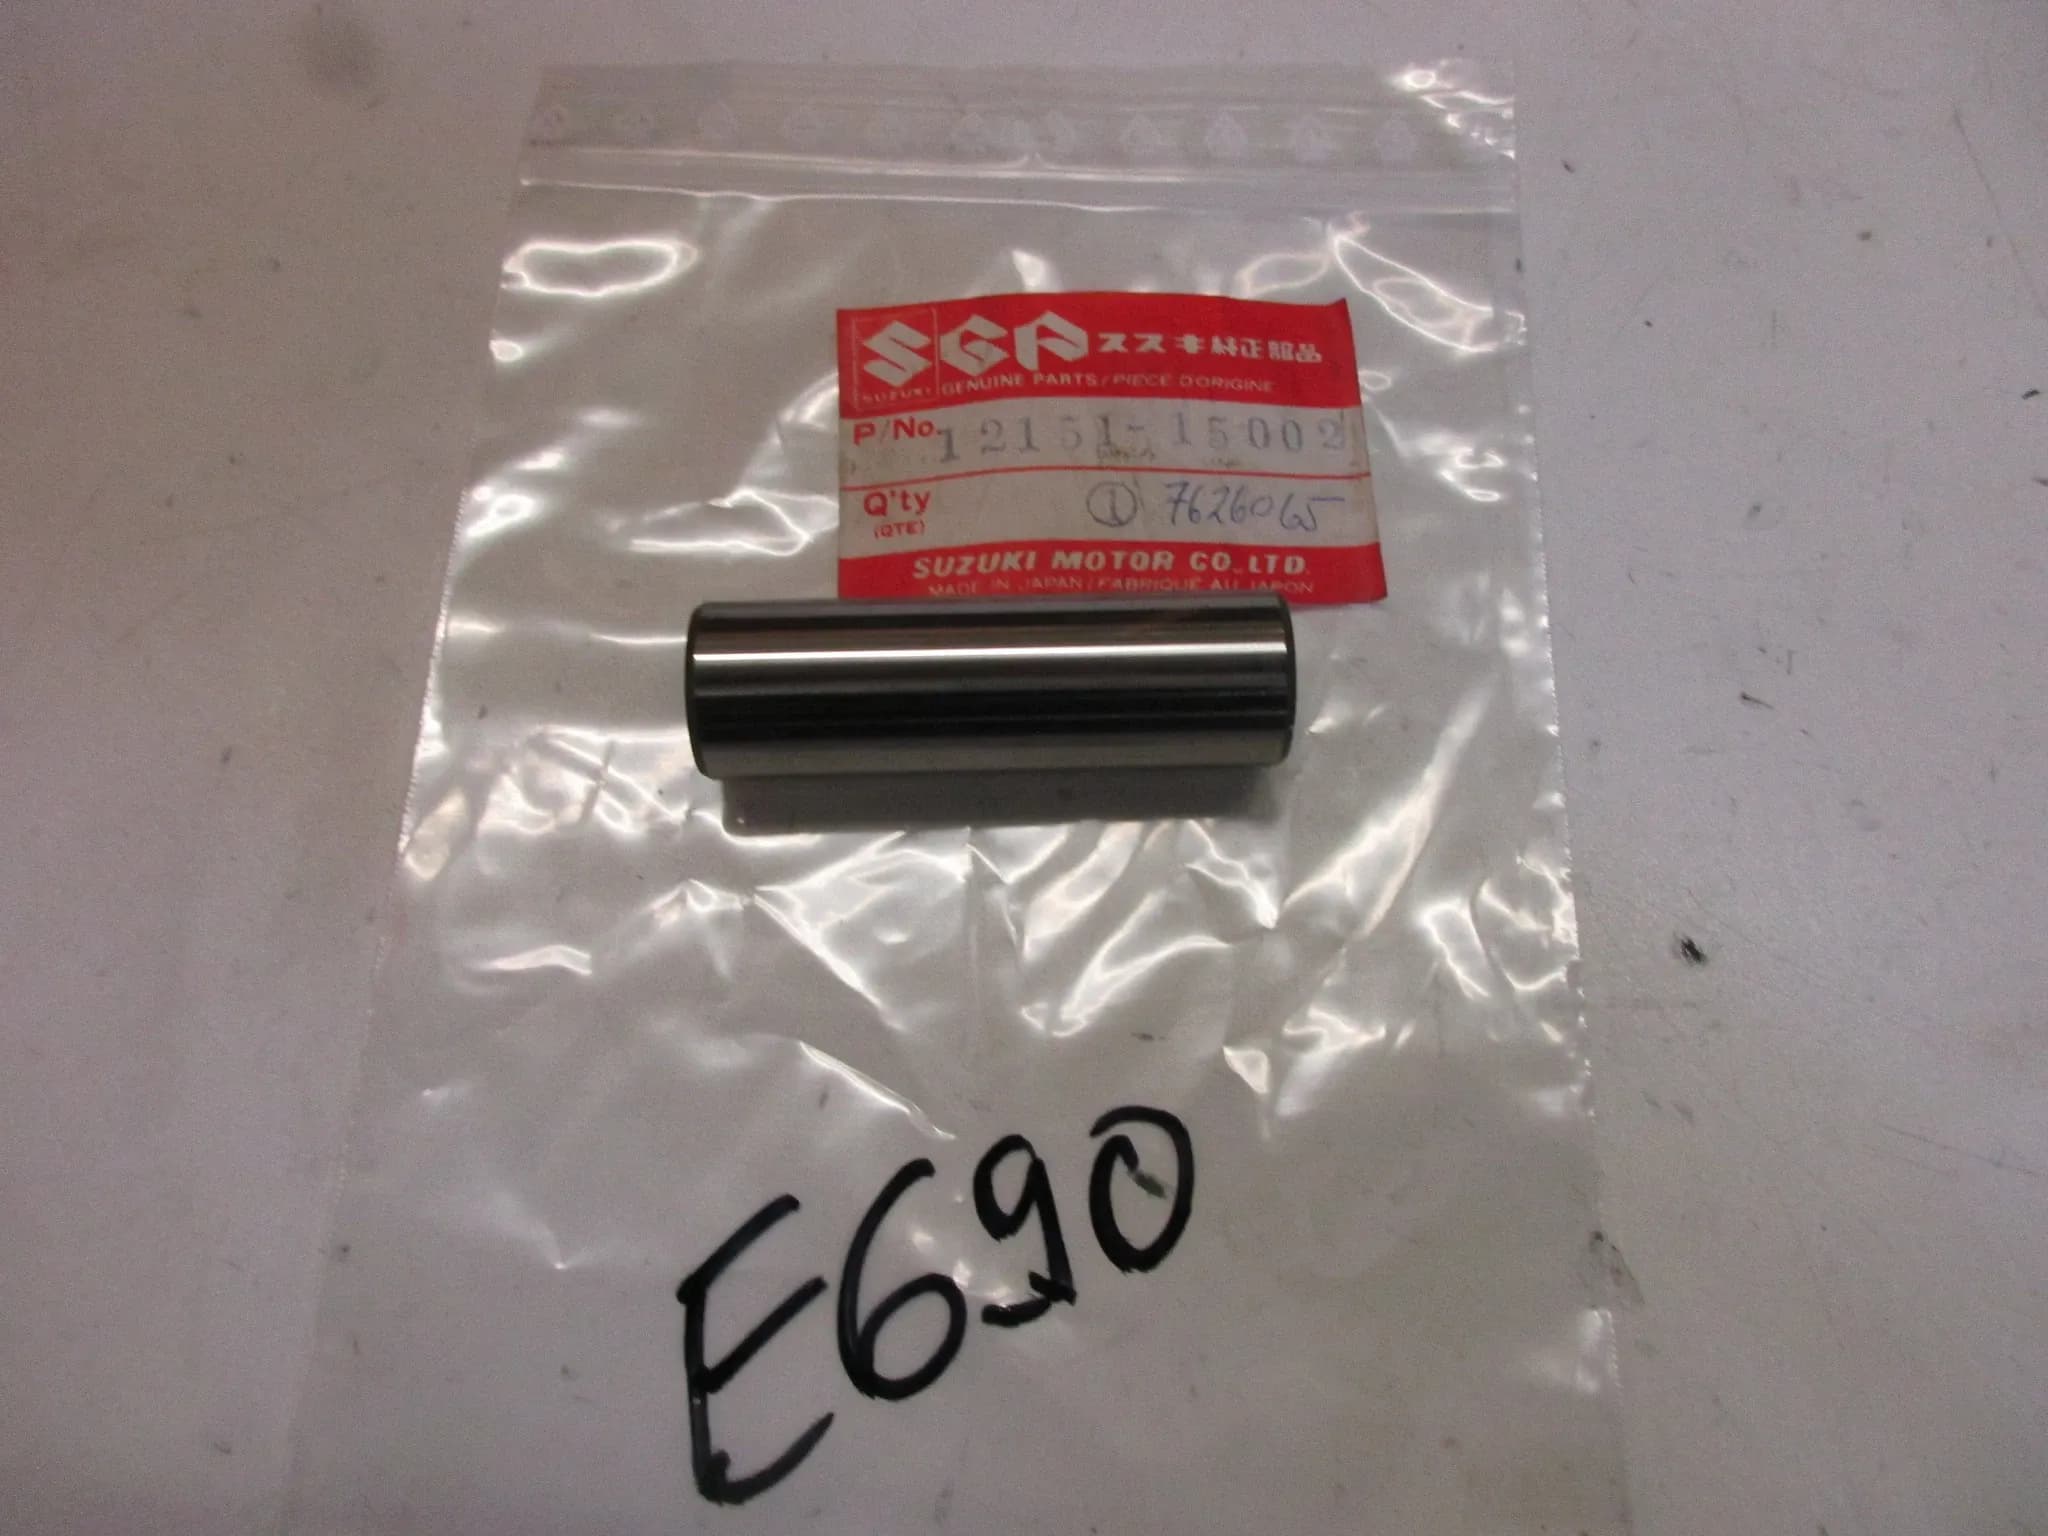 SGP スズキ純正部品
SUZUKI GENUINE PARTS/PIECE D'ORIGINE
P/No. 12151-15002
Q'ty ① 7626065
(QTE)
SUZUKI MOTOR CO.,LTD.
MADE IN JAPAN/FABRIQUÉ AU JAPON
E690